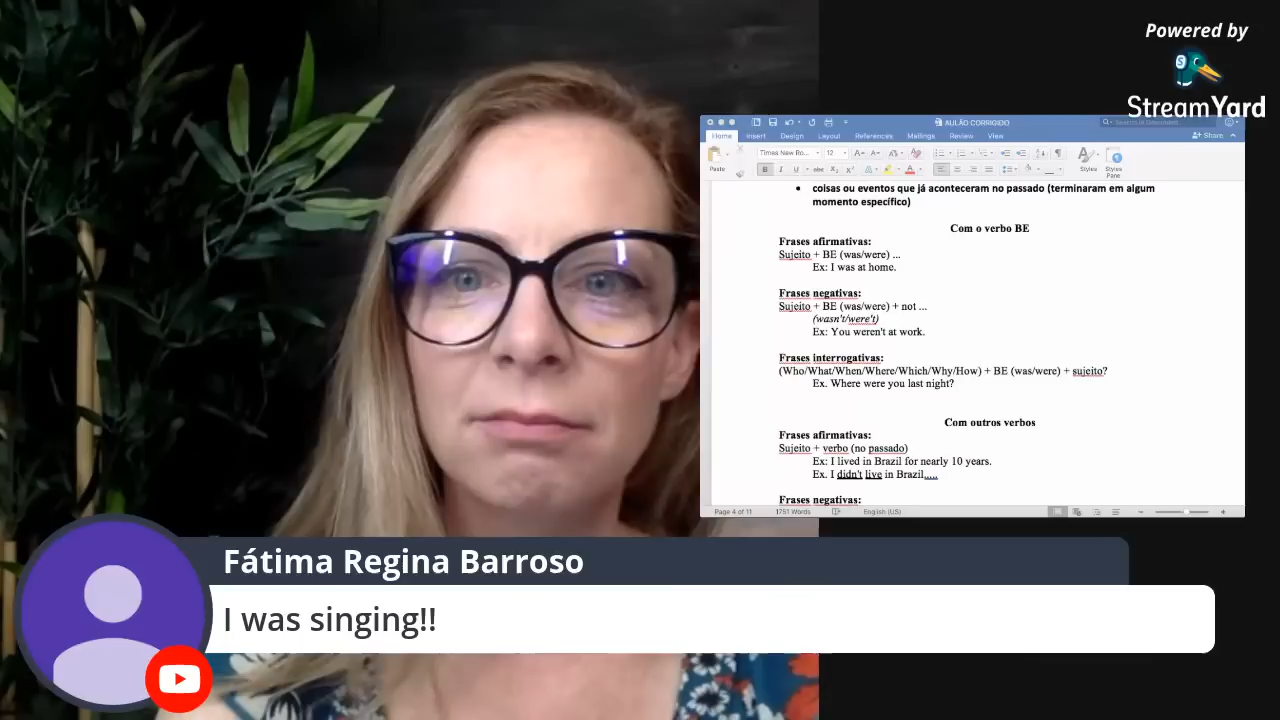 Powered by
StreamYard
AULÃO CORRIGIDO
Home Insert Design Layout References Mailings Review View Share
Times New Ro... 12
Paste
Styles
Styles Pane
coisas ou eventos que já aconteceram no passado (terminaram em algum
momento específico)
Com o verbo BE
Frases afirmativas:
Sujeito + BE (was/were) ...
Ex: I was at home.
Frases negativas:
Sujeito + BE (was/were) + not ...
(wasn't/were't)
Ex: You weren't at work.
Frases interrogativas:
(Who/What/When/Where/Which/Why/How) + BE (was/were) + sujeito?
Ex. Where were you last night?
Com outros verbos
Frases afirmativas:
Sujeito + verbo (no passado)
Ex: I lived in Brazil for nearly 10 years.
Ex. I didn't live in Brazil.....
Frases negativas:
Page 4 of 11 1751 Words English (US)
Fátima Regina Barroso
I was singing!!